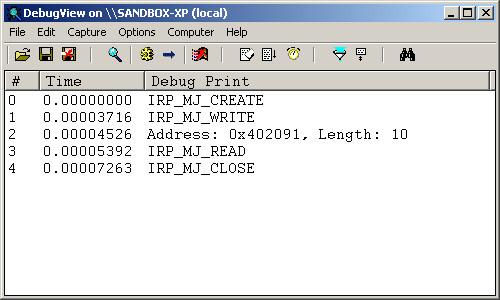 DebugView on \\SANDBOX-XP (local)
File Edit Capture Options Computer Help
# Time Debug Print
0 0.00000000 IRP_MJ_CREATE
1 0.00003716 IRP_MJ_WRITE
2 0.00004526 Address: 0x402091, Length: 10
3 0.00005392 IRP_MJ_READ
4 0.00007263 IRP_MJ_CLOSE